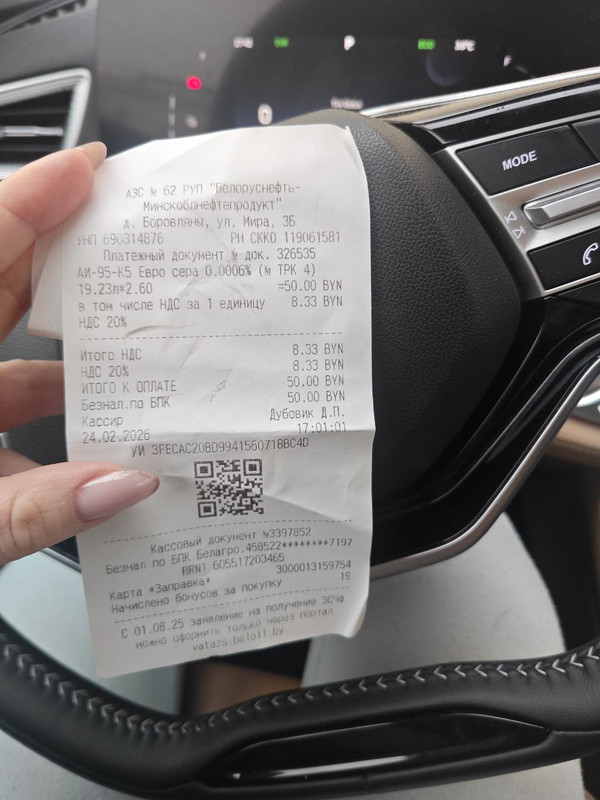 P
MODE
АЗС № 62 РУП "Белоруснефть-
Минскоблнефтепродукт"
д. Боровляны, ул. Мира, 3Б
УНП 690314876 РН СККО 119061581
Платежный документ № док. 326535
АИ-95-К5 Евро сера 0.0006% (№ ТРК 4)
19.23л*2.60 =50.00 BYN
в том числе НДС за 1 единицу 8.33 BYN
НДС 20%
Итого НДС 8.33 BYN
НДС 20% 8.33 BYN
ИТОГО К ОПЛАТЕ 50.00 BYN
Безнал.по БПК 50.00 BYN
Кассир Дубовик Д.П.
24.02.2026 17:01:01
УИ 3FECAC20BD9941560718BC4D
Кассовый документ №3397852
Безнал по БПК Белагро.458522********7197
RRN1 605517203465
Карта *Заправка* 3000013159754
Начислено бонусов за покупку 19
С 01.08.25 заявление на получение ЭСЧФ
можно оформить только через портал
vatazs.beloil.by